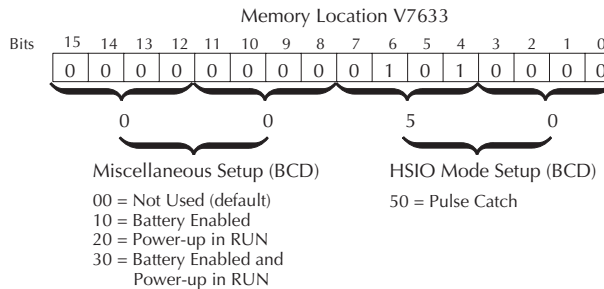 Memory Location V7633
Bits 15 14 13 12 11 10 9 8 7 6 5 4 3 2 1 0
0 0 0 0 0 0 0 0 0 1 0 1 0 0 0 0
0 0 5 0
Miscellaneous Setup (BCD)
00 = Not Used (default)
10 = Battery Enabled
20 = Power-up in RUN
30 = Battery Enabled and
Power-up in RUN
HSIO Mode Setup (BCD)
50 = Pulse Catch